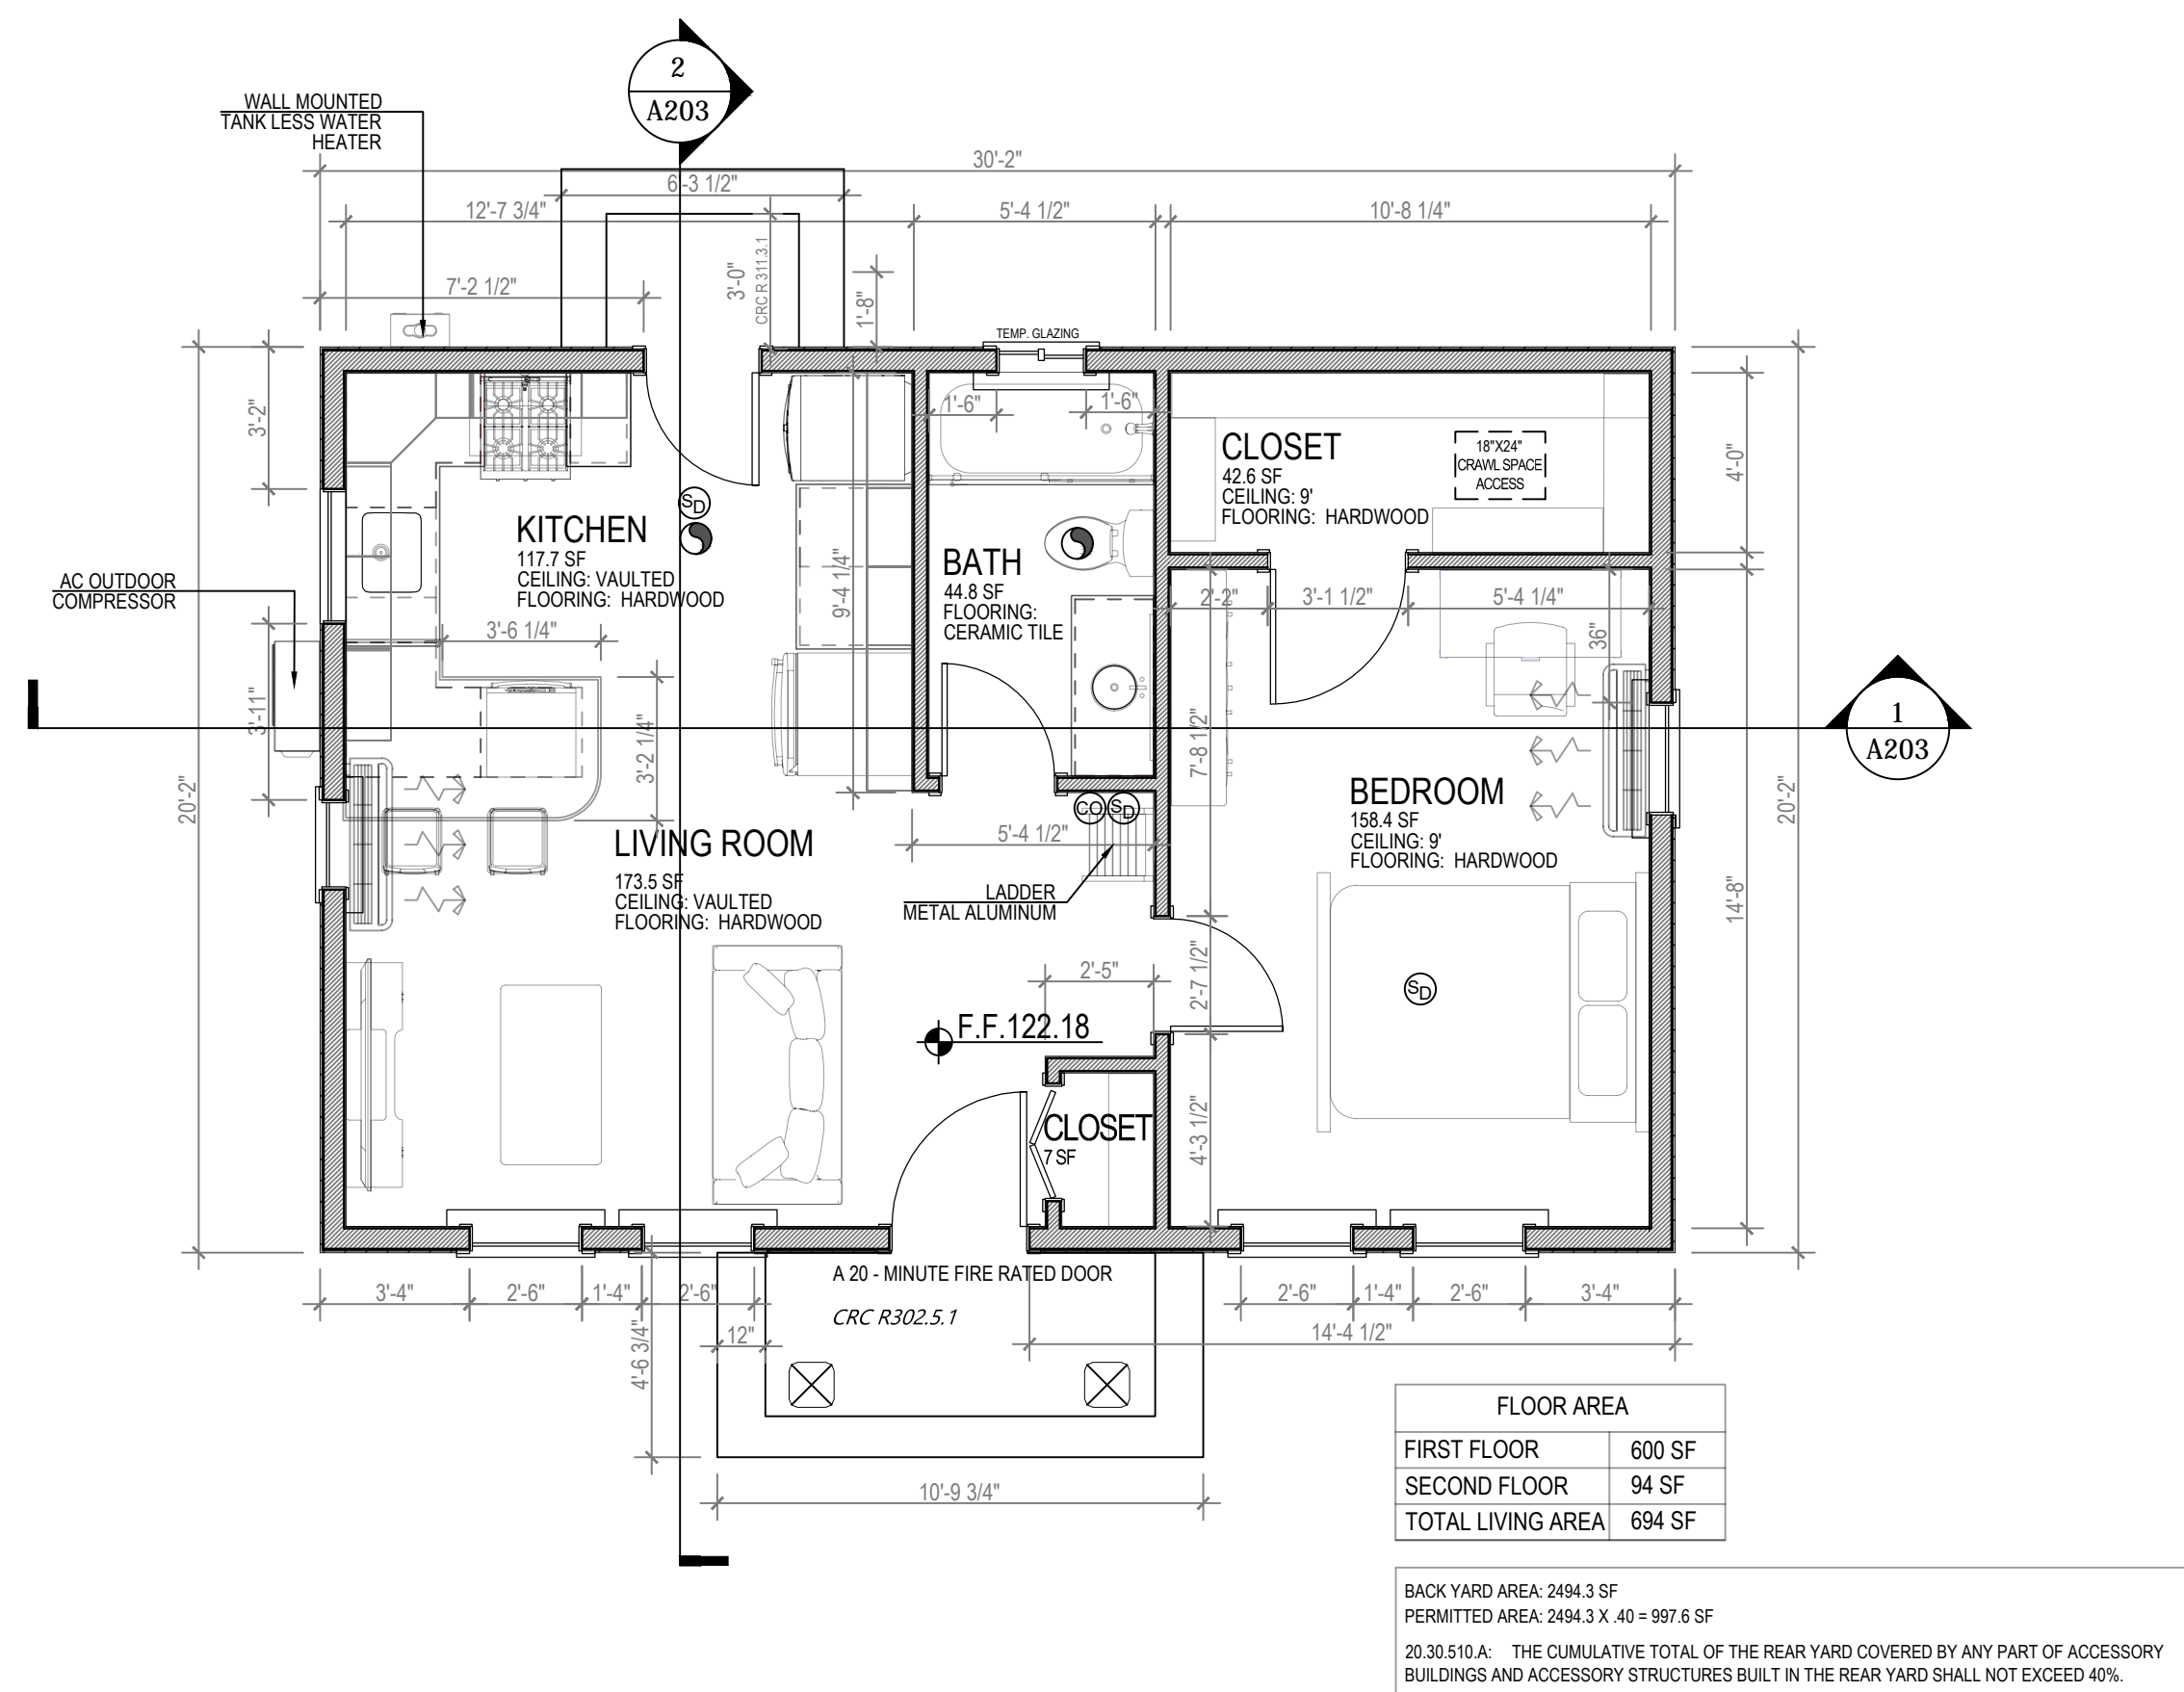 2
A203
WALL MOUNTED
TANK LESS WATER
HEATER
30'-2"
6'-3 1/2"
12'-7 3/4"
5'-4 1/2"
10'-8 1/4"
7'-2 1/2"
3'-0"
CRC R 311.3.1
1'-8"
TEMP. GLAZING
3'-2"
1'-6"
1'-6"
CLOSET
42.6 SF
CEILING: 9'
FLOORING: HARDWOOD
18"X24"
CRAWL SPACE
ACCESS
4'-0"
SD
KITCHEN
117.7 SF
CEILING: VAULTED
FLOORING: HARDWOOD
BATH
44.8 SF
FLOORING:
CERAMIC TILE
9'-4 1/4"
AC OUTDOOR
COMPRESSOR
3'-6 1/4"
2'-2"
3'-1 1/2"
5'-4 1/4"
36"
3'-11"
3'-2 1/4"
7'-8 1/2"
1
A203
20'-2"
20'-2"
BEDROOM
158.4 SF
CEILING: 9'
FLOORING: HARDWOOD
CO
SD
LIVING ROOM
173.5 SF
CEILING: VAULTED
FLOORING: HARDWOOD
5'-4 1/2"
LADDER
METAL ALUMINUM
14'-8"
2'-5"
2'-7 1/2"
SD
F.F.122.18
CLOSET
7 SF
4'-3 1/2"
A 20 - MINUTE FIRE RATED DOOR
CRC R302.5.1
3'-4"
2'-6"
1'-4"
2'-6"
2'-6"
1'-4"
2'-6"
3'-4"
12"
4'-6 3/4"
14'-4 1/2"
10'-9 3/4"
FLOOR AREA
FIRST FLOOR 600 SF
SECOND FLOOR 94 SF
TOTAL LIVING AREA 694 SF
BACK YARD AREA: 2494.3 SF
PERMITTED AREA: 2494.3 X .40 = 997.6 SF
20.30.510.A: THE CUMULATIVE TOTAL OF THE REAR YARD COVERED BY ANY PART OF ACCESSORY
BUILDINGS AND ACCESSORY STRUCTURES BUILT IN THE REAR YARD SHALL NOT EXCEED 40%.